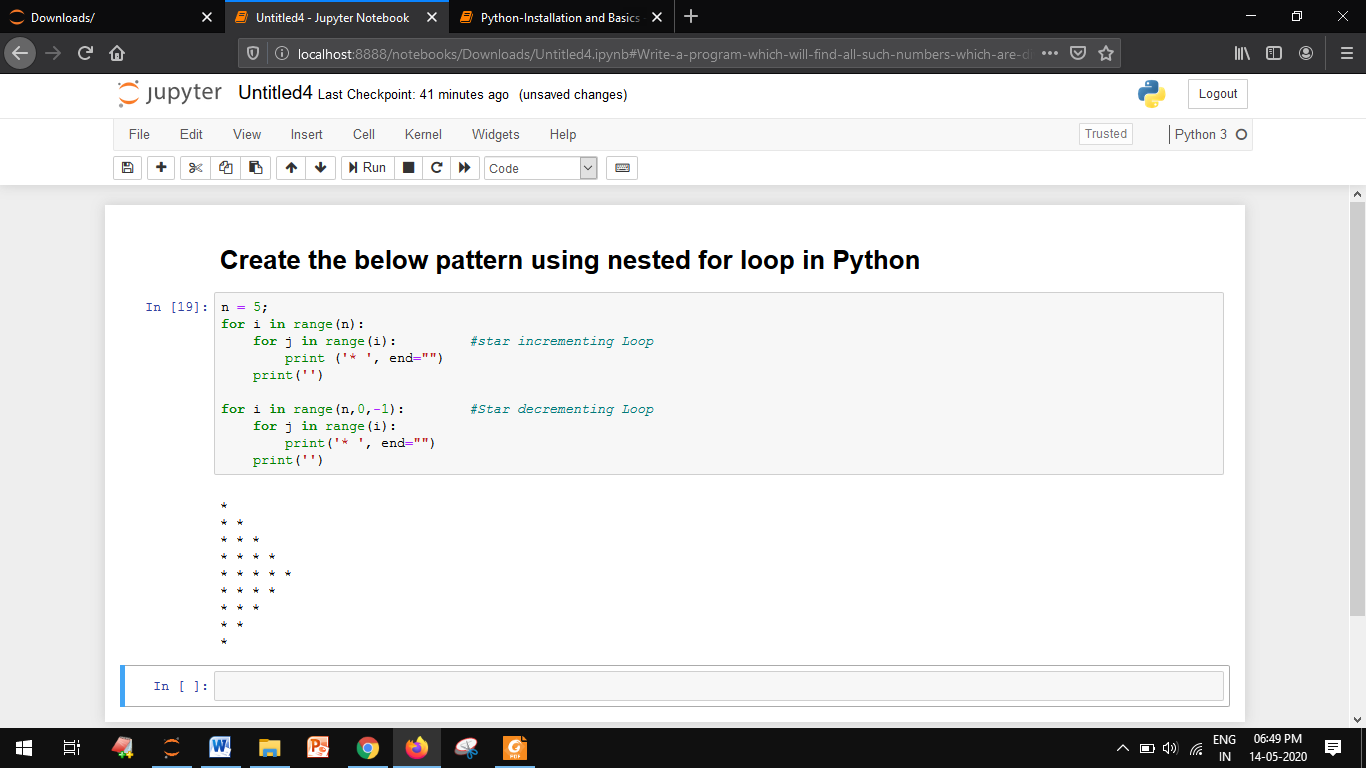 Downloads/
Untitled4 - Jupyter Notebook
Python-Installation and Basics
localhost:8888/notebooks/Downloads/Untitled4.ipynb#Write-a-program-which-will-find-all-such-numbers-which-are-di
jupyter Untitled4 Last Checkpoint: 41 minutes ago (unsaved changes)
Logout
File Edit View Insert Cell Kernel Widgets Help
Trusted
Python 3
Run
Code
Create the below pattern using nested for loop in Python
In [19]:
n = 5;
for i in range(n):
    for j in range(i):         #star incrementing Loop
        print ('* ', end="")
    print('')
for i in range(n,0,-1):        #Star decrementing Loop
    for j in range(i):
        print('* ', end="")
    print('')
*
* *
* * *
* * * *
* * * * *
* * * *
* * *
* *
*
In [ ]:
W
P
G
PDF
ENG
IN
06:49 PM
14-05-2020